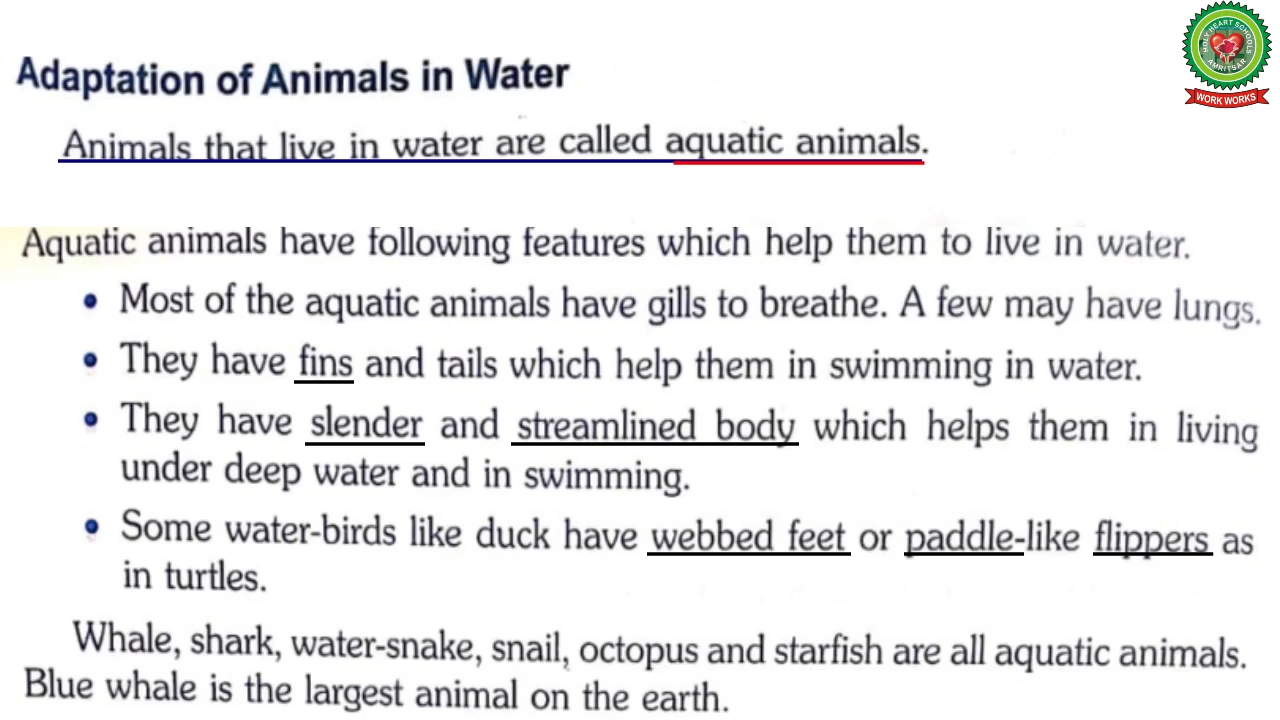 HOLY HEART SCHOOLS
AMRITSAR
WORK WORKS
Adaptation of Animals in Water
Animals that live in water are called aquatic animals.
Aquatic animals have following features which help them to live in water.
• Most of the aquatic animals have gills to breathe. A few may have lungs.
• They have fins and tails which help them in swimming in water.
• They have slender and streamlined body which helps them in living
under deep water and in swimming.
• Some water-birds like duck have webbed feet or paddle-like flippers as
in turtles.
Whale, shark, water-snake, snail, octopus and starfish are all aquatic animals.
Blue whale is the largest animal on the earth.